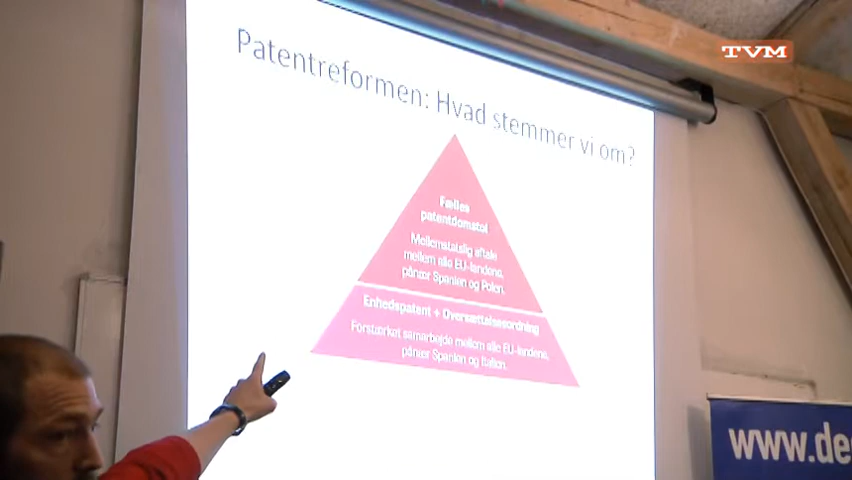 TVM
Patentreformen: Hvad stemmer vi om?
Fælles
patentdomstol
Mellemstatslig aftale
mellem alle EU-landene,
pånær Spanien og Polen.
Enhedspatent + Oversættelsesordning
Forstærket samarbejde mellem alle EU-landene,
pånær Spanien og Italien.
www.de